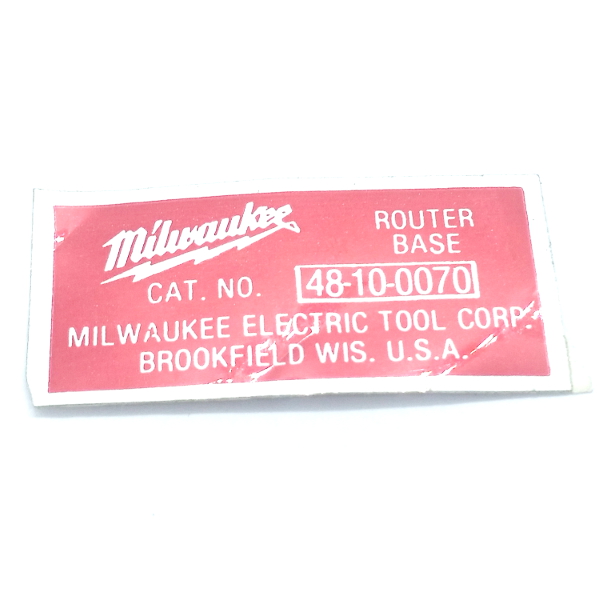 Milwaukee
ROUTER
BASE
CAT. NO. 48-10-0070
MILWAUKEE ELECTRIC TOOL CORP.
BROOKFIELD WIS. U.S.A.